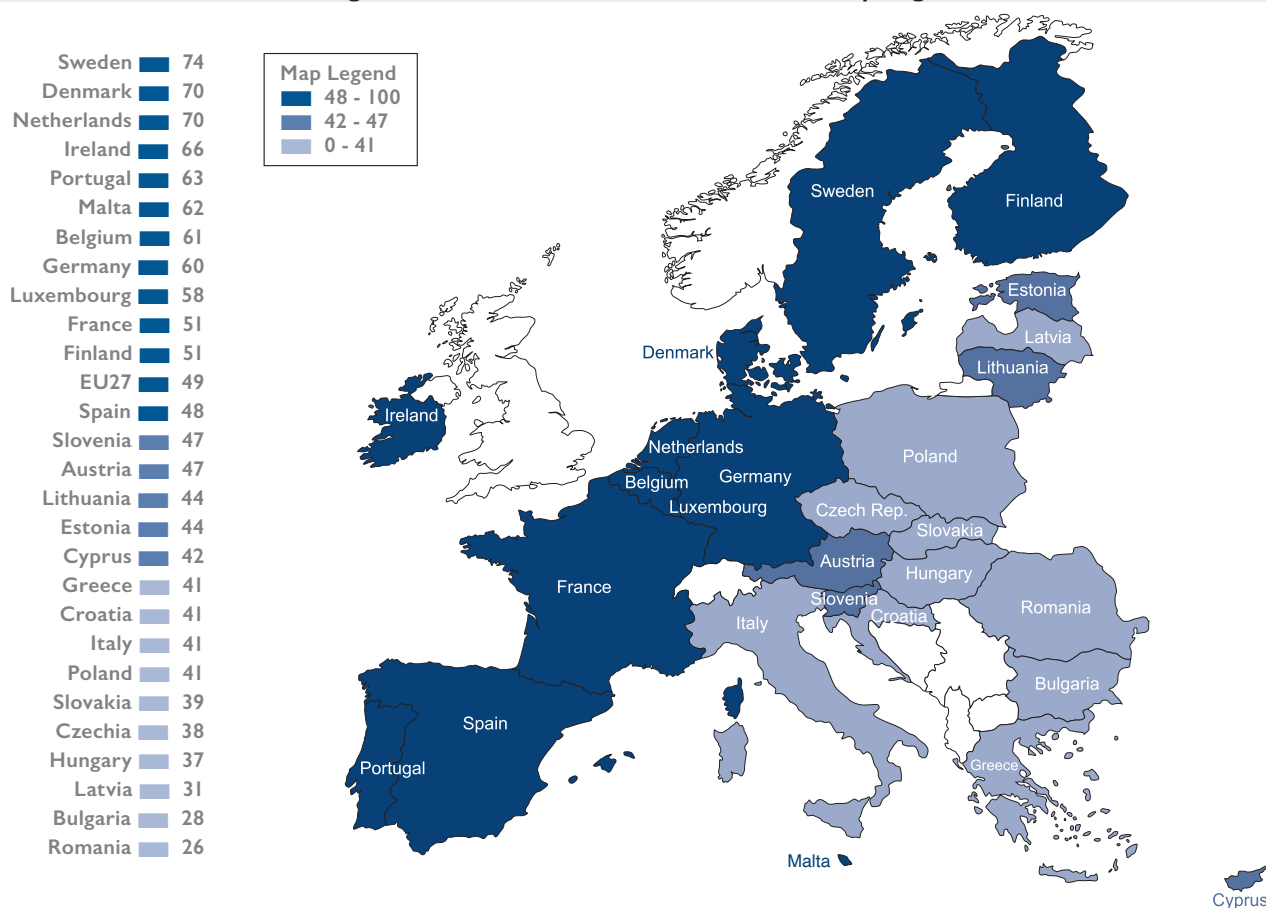 Sweden 74
Denmark 70
Netherlands 70
Ireland 66
Portugal 63
Malta 62
Belgium 61
Germany 60
Luxembourg 58
France 51
Finland 51
EU27 49
Spain 48
Slovenia 47
Austria 47
Lithuania 44
Estonia 44
Cyprus 42
Greece 41
Croatia 41
Italy 41
Poland 41
Slovakia 39
Czechia 38
Hungary 37
Latvia 31
Bulgaria 28
Romania 26
Map Legend
48 - 100
42 - 47
0 - 41
Sweden
Finland
Estonia
Latvia
Denmark
Lithuania
Ireland
Netherlands
Poland
Germany
Belgium
Luxembourg
Czech Rep.
Slovakia
Austria
Hungary
France
Slovenia
Romania
Croatia
Italy
Bulgaria
Spain
Greece
Portugal
Malta
Cyprus